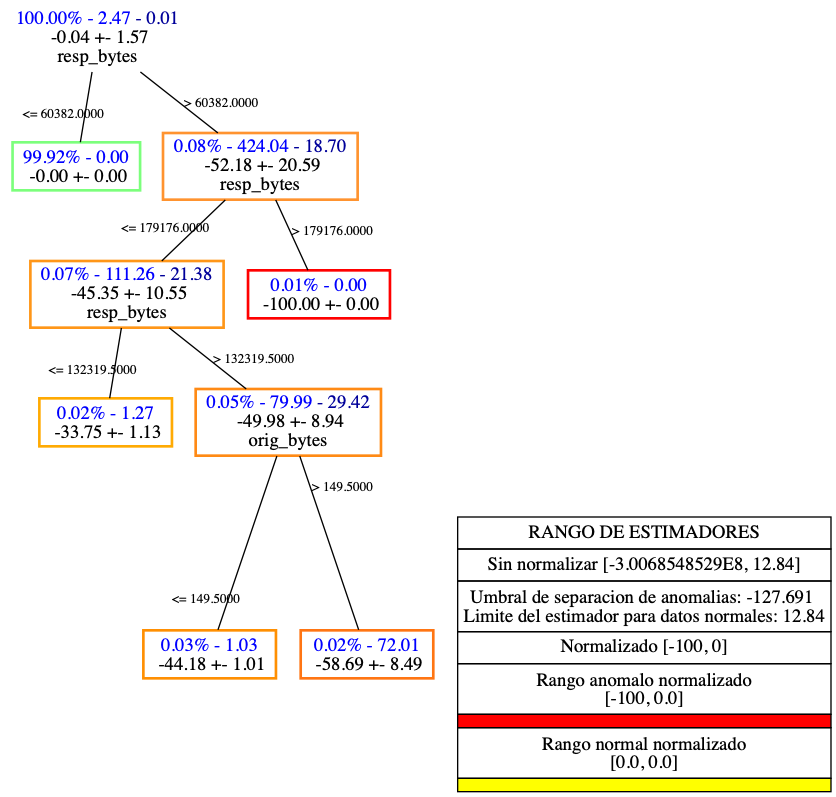 100.00% - 2.47 - 0.01
-0.04 +- 1.57
resp_bytes
<= 60382.0000
> 60382.0000
99.92% - 0.00
-0.00 +- 0.00
0.08% - 424.04 - 18.70
-52.18 +- 20.59
resp_bytes
<= 179176.0000
> 179176.0000
0.07% - 111.26 - 21.38
-45.35 +- 10.55
resp_bytes
0.01% - 0.00
-100.00 +- 0.00
<= 132319.5000
> 132319.5000
0.02% - 1.27
-33.75 +- 1.13
0.05% - 79.99 - 29.42
-49.98 +- 8.94
orig_bytes
<= 149.5000
> 149.5000
0.03% - 1.03
-44.18 +- 1.01
0.02% - 72.01
-58.69 +- 8.49
RANGO DE ESTIMADORES
Sin normalizar [-3.0068548529E8, 12.84]
Umbral de separacion de anomalias: -127.691
Limite del estimador para datos normales: 12.84
Normalizado [-100, 0]
Rango anomalo normalizado
[-100, 0.0]
Rango normal normalizado
[0.0, 0.0]